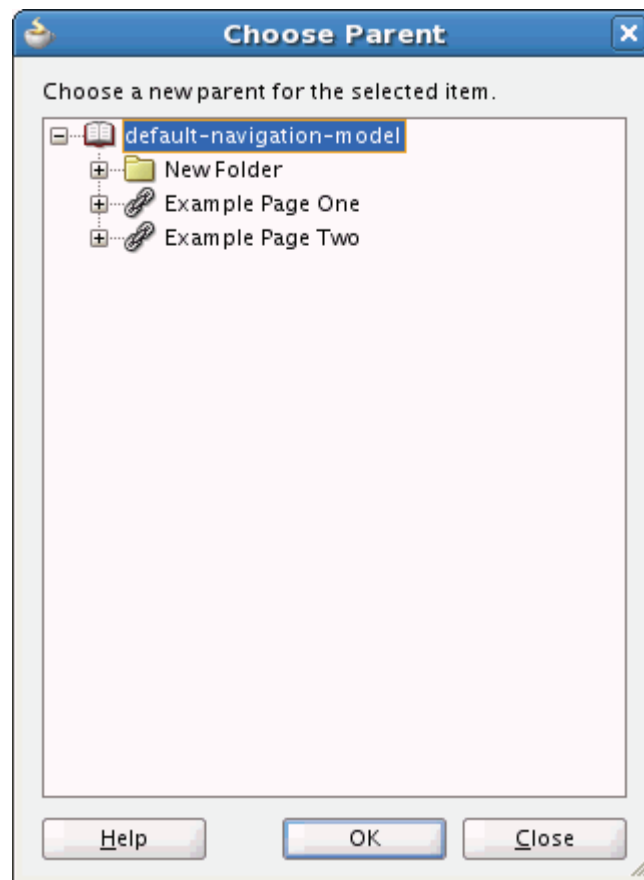 Choose Parent
Choose a new parent for the selected item.
default-navigation-model
New Folder
Example Page One
Example Page Two
Help
OK
Close